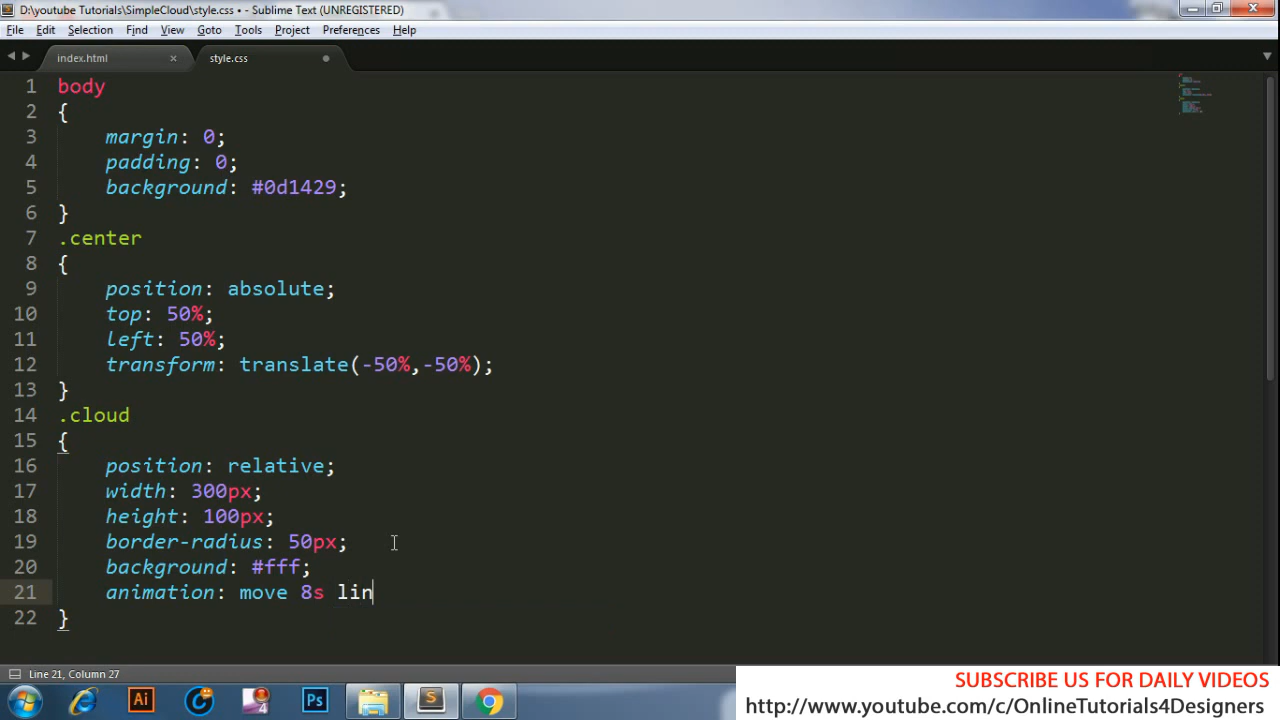 D:\youtube Tutorials\SimpleCloud\style.css • - Sublime Text (UNREGISTERED)
File Edit Selection Find View Goto Tools Project Preferences Help
index.html × style.css
1 body
2 {
3 margin: 0;
4 padding: 0;
5 background: #0d1429;
6 }
7 .center
8 {
9 position: absolute;
10 top: 50%;
11 left: 50%;
12 transform: translate(-50%,-50%);
13 }
14 .cloud
15 {
16 position: relative;
17 width: 300px;
18 height: 100px;
19 border-radius: 50px;
20 background: #fff;
21 animation: move 8s lin
22 }
Line 21, Column 27
SUBSCRIBE US FOR DAILY VIDEOS
Ai 4 Ps S
http://www.youtube.com/c/OnlineTutorials4Designers